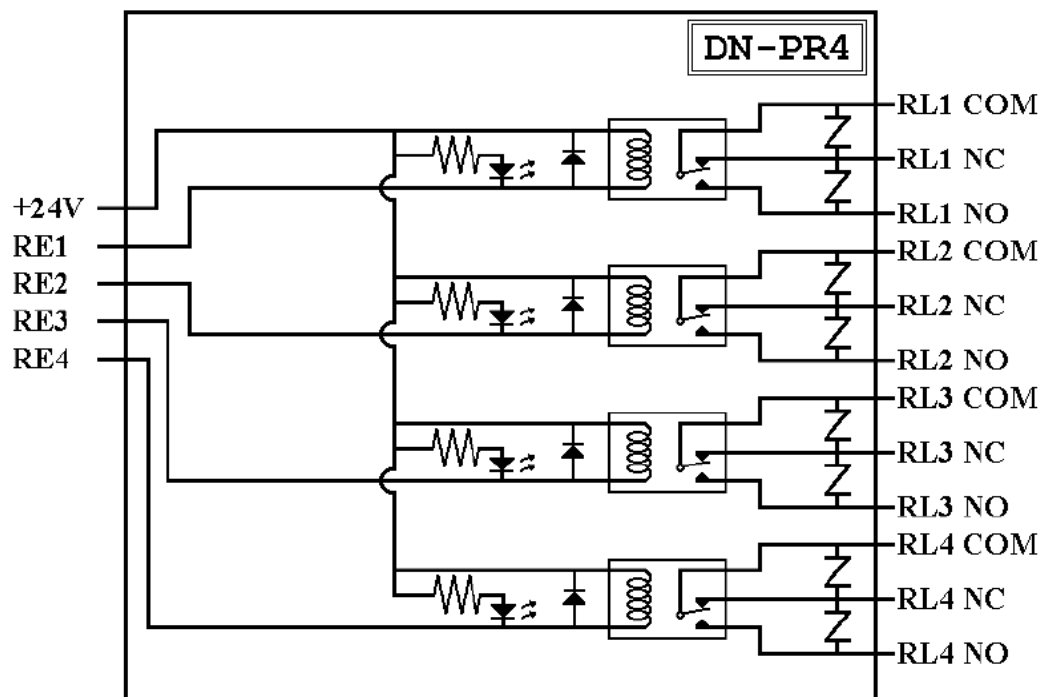 DN-PR4
+24V
RE1
RE2
RE3
RE4
RL1 COM
RL1 NC
RL1 NO
RL2 COM
RL2 NC
RL2 NO
RL3 COM
RL3 NC
RL3 NO
RL4 COM
RL4 NC
RL4 NO